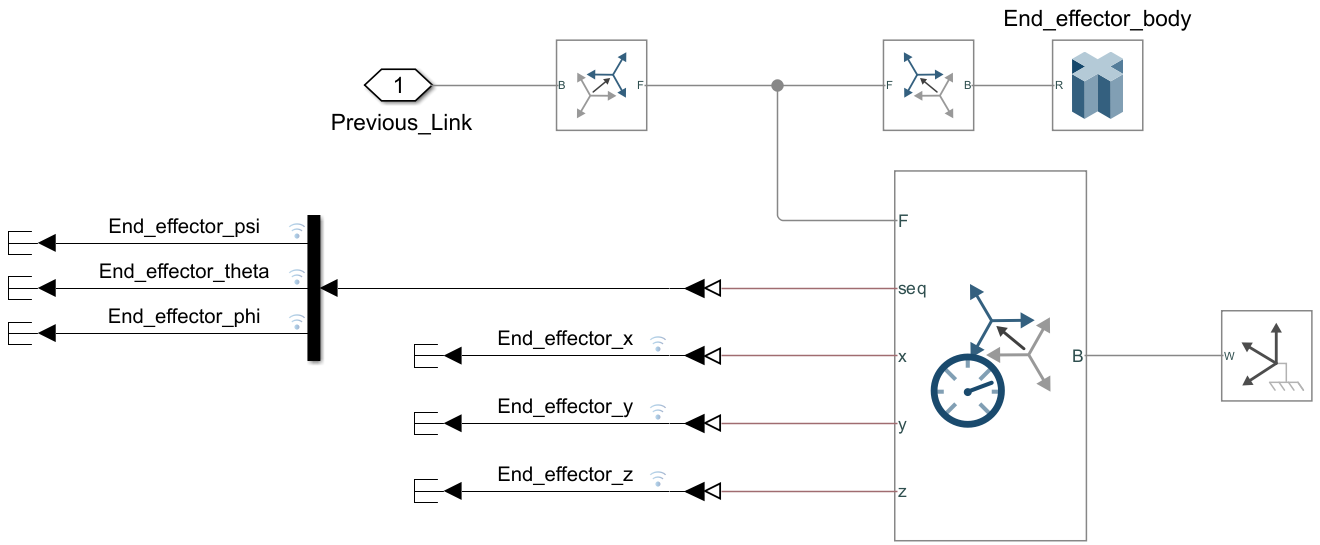 End_effector_body
1
B
F
F
B
R
Previous_Link
End_effector_psi
F
End_effector_theta
seq
End_effector_phi
End_effector_x
x
B
W
End_effector_y
y
End_effector_z
z